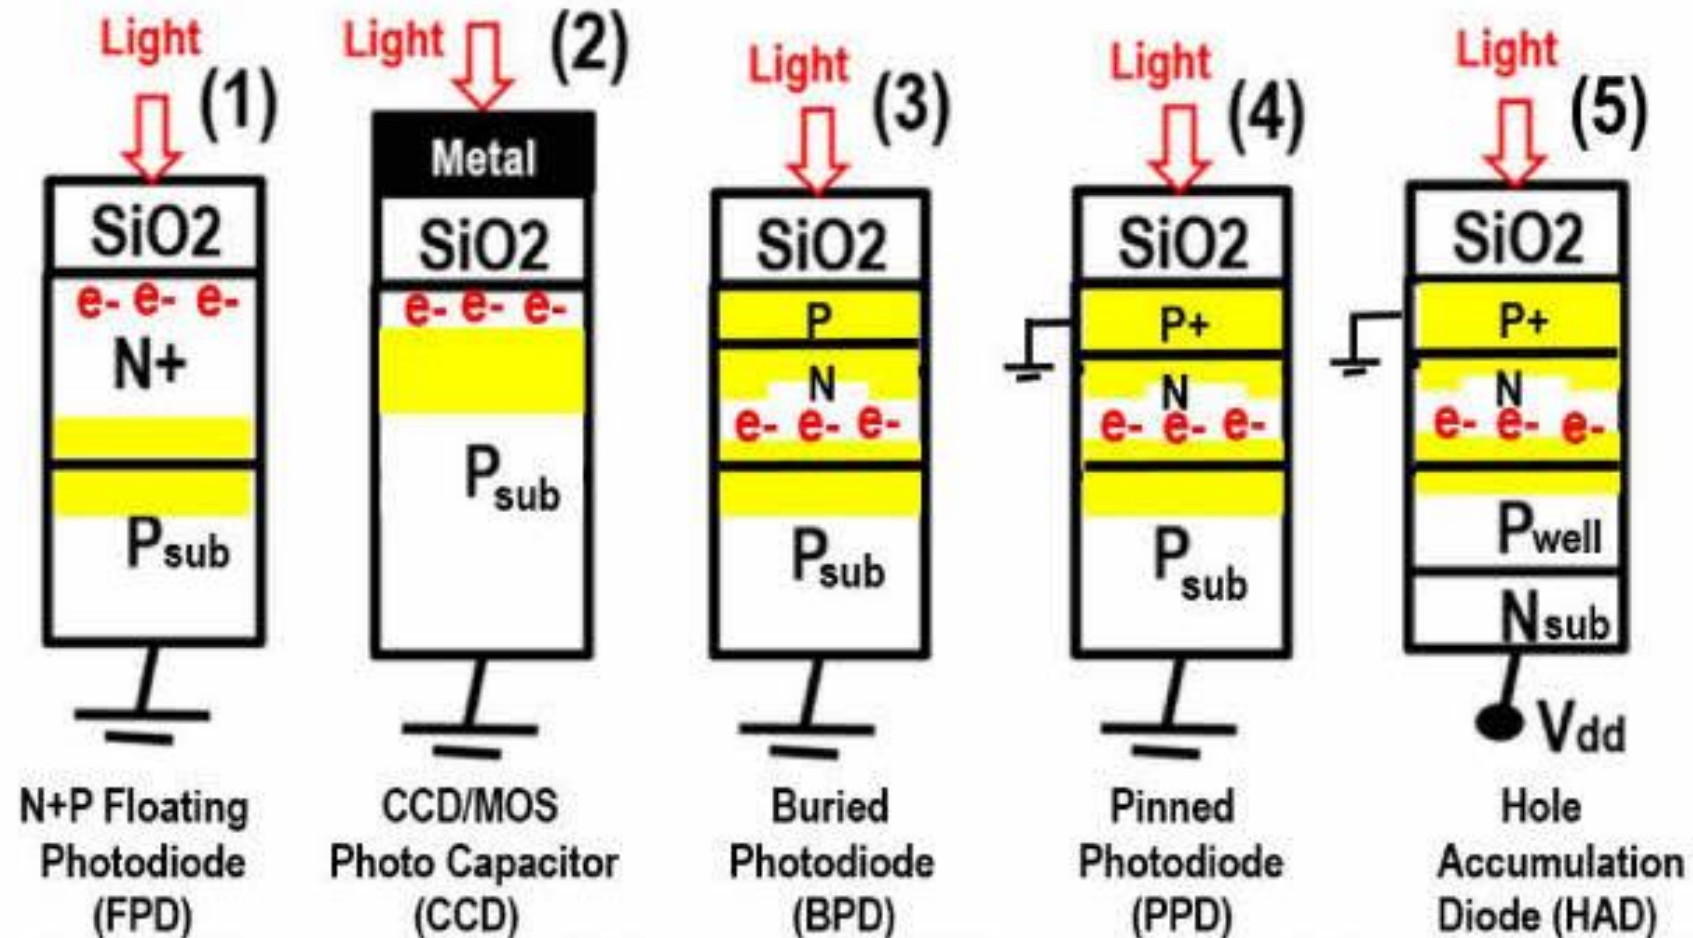 Light
(1)
SiO2
e- e- e-
N+
Psub
N+P Floating
Photodiode
(FPD)
Light
(2)
Metal
SiO2
e- e- e-
Psub
CCD/MOS
Photo Capacitor
(CCD)
Light
(3)
SiO2
P
N
e- e- e-
Psub
Buried
Photodiode
(BPD)
Light
(4)
SiO2
P+
N
e- e- e-
Psub
Pinned
Photodiode
(PPD)
Light
(5)
SiO2
P+
N
e- e- e-
Pwell
Nsub
Vdd
Hole
Accumulation
Diode (HAD)